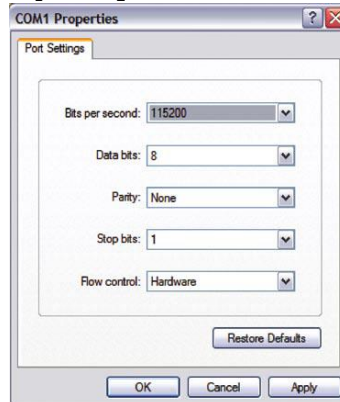 COM1 Properties
Port Settings
Bits per second: 115200
Data bits: 8
Parity: None
Stop bits: 1
Flow control: Hardware
Restore Defaults
OK Cancel Apply